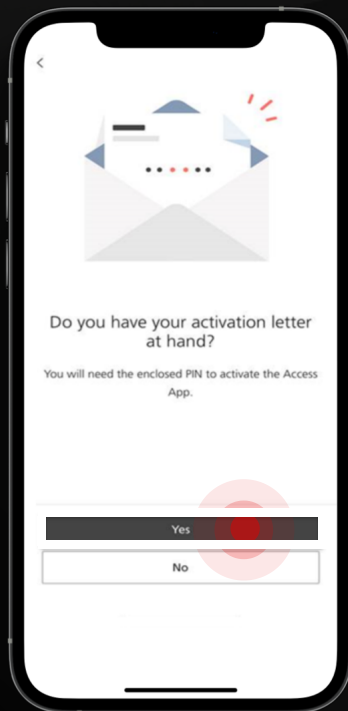 Do you have your activation letter
at hand?
You will need the enclosed PIN to activate the Access
App.
Yes
No